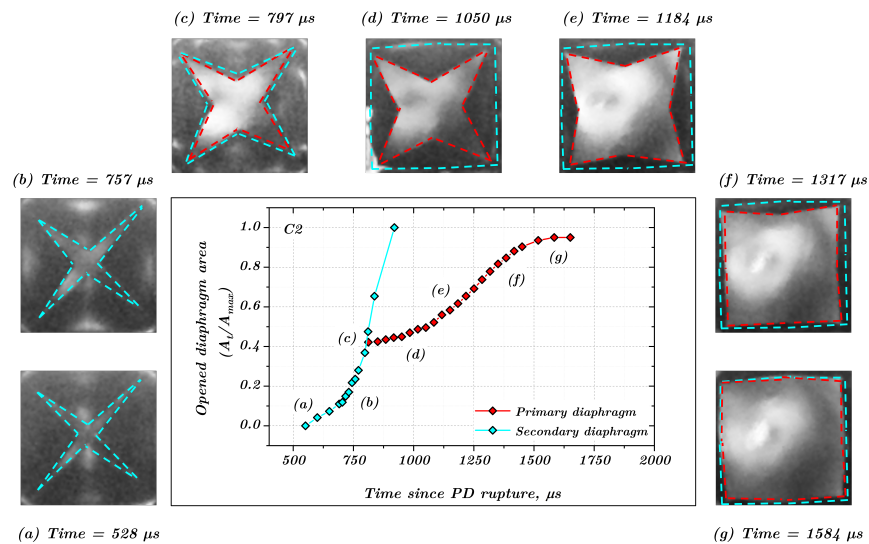 (c) Time = 797 μs
(d) Time = 1050 μs
(e) Time = 1184 μs
(b) Time = 757 μs
(f) Time = 1317 μs
C2
Opened diaphragm area
(A_t/A_max)
1.0
0.8
0.6
0.4
0.2
0.0
(a)
(b)
(c)
(d)
(e)
(f)
(g)
Primary diaphragm
Secondary diaphragm
500 750 1000 1250 1500 1750 2000
Time since PD rupture, μs
(a) Time = 528 μs
(g) Time = 1584 μs